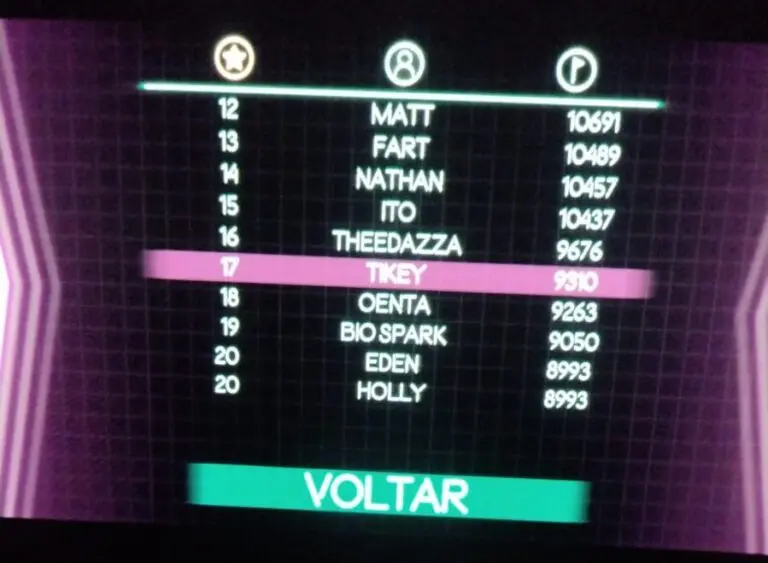 12 MATT 10691
13 FART 10489
14 NATHAN 10457
15 ITO 10437
16 THEEDAZZA 9676
17 TIKEY 9310
18 OENTA 9263
19 BIO SPARK 9050
20 EDEN 8993
20 HOLLY 8993
VOLTAR